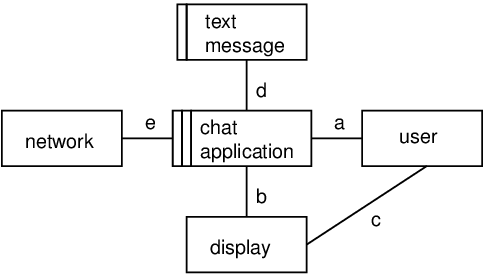 text
message
d
network
e
chat
application
a
user
b
c
display